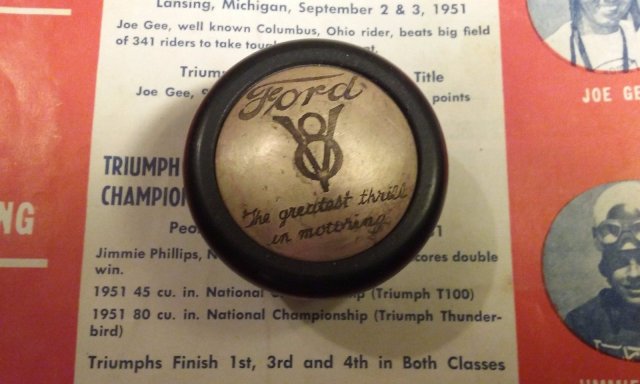 Lansing, Michigan, September 2 & 3, 1951
Joe Gee, well known Columbus, Ohio rider, beats big field
of 341 riders to take
JOE GE
Title
Joe Gee,
points
Ford
V8
The greatest thrill
in motoring
TRIUMPH
CHAMPIO
NG
Peo
1
Jimmie Phillips, N
cores double
win.
1951 45 cu. in. National
(Triumph T100)
1951 80 cu. in. National Championship (Triumph Thunder-
bird)
Triumphs Finish 1st, 3rd and 4th in Both Classes